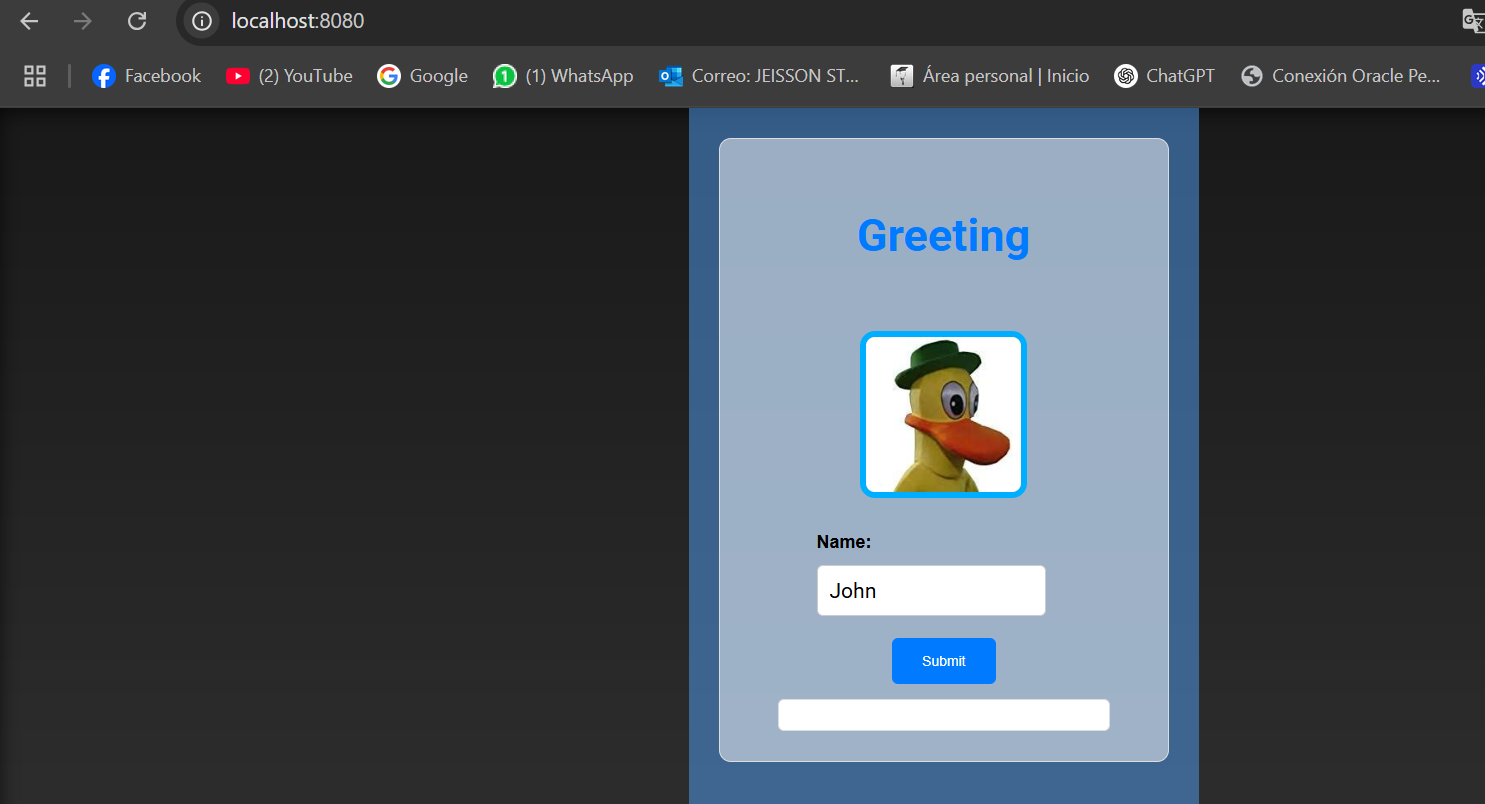 localhost:8080
Facebook (2) YouTube Google (1) WhatsApp Correo: JEISSON ST... Área personal | Inicio ChatGPT Conexión Oracle Pe...
Greeting
Name:
John
Submit